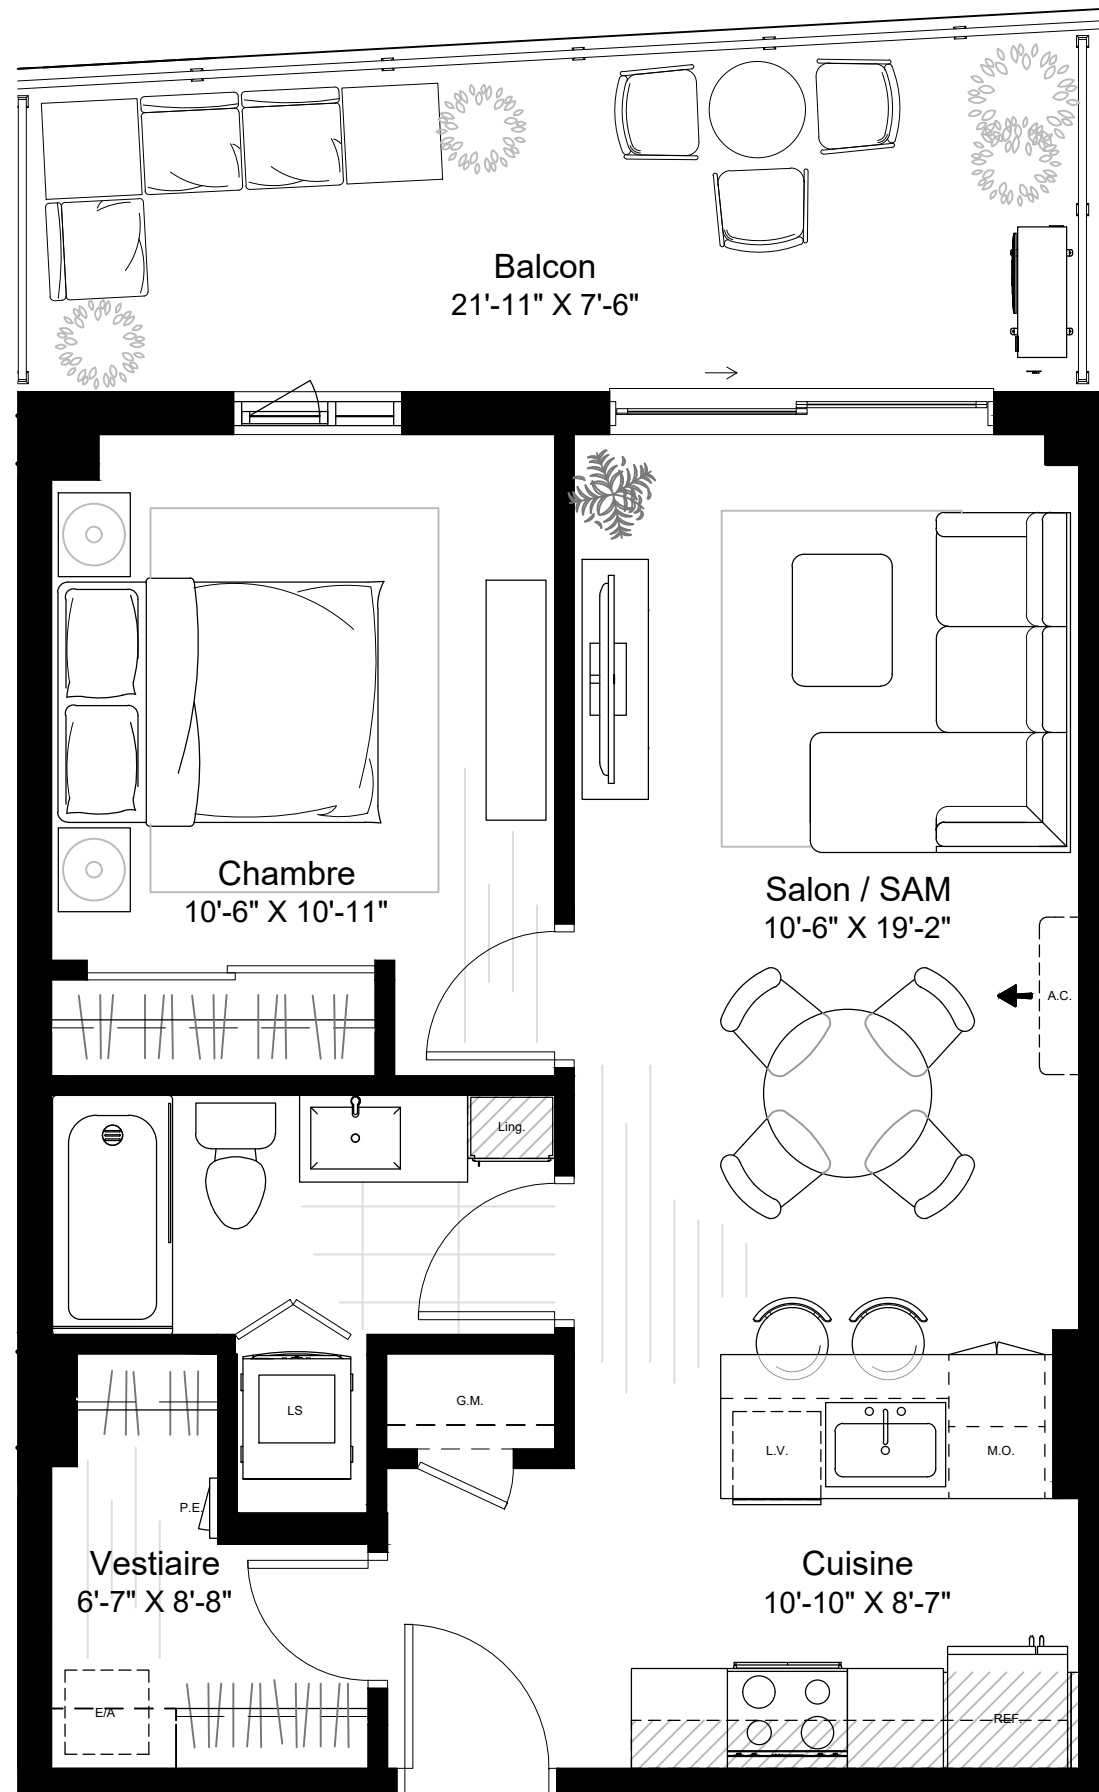 Balcon
21'-11" X 7'-6"
Chambre
10'-6" X 10'-11"
Salon / SAM
10'-6" X 19'-2"
A.C.
Ling.
LS
G.M.
L.V.
M.O.
P.E.
Vestiaire
6'-7" X 8'-8"
Cuisine
10'-10" X 8'-7"
E/A
REF.